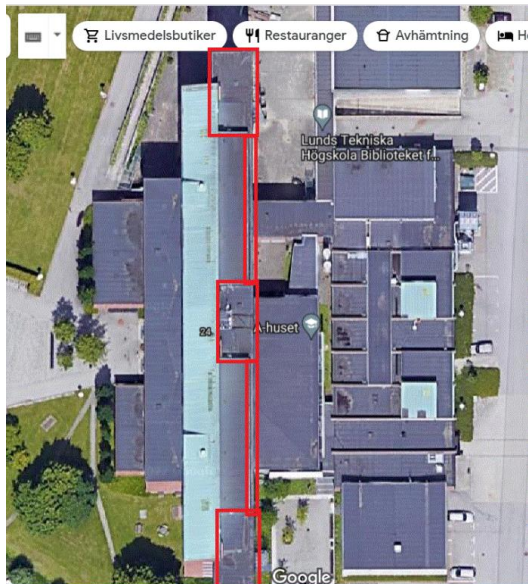 Livsmedelsbutiker
Restauranger
Avhämtning
H
Lunds Tekniska
Högskola Biblioteket f...
24
A-huset
Google